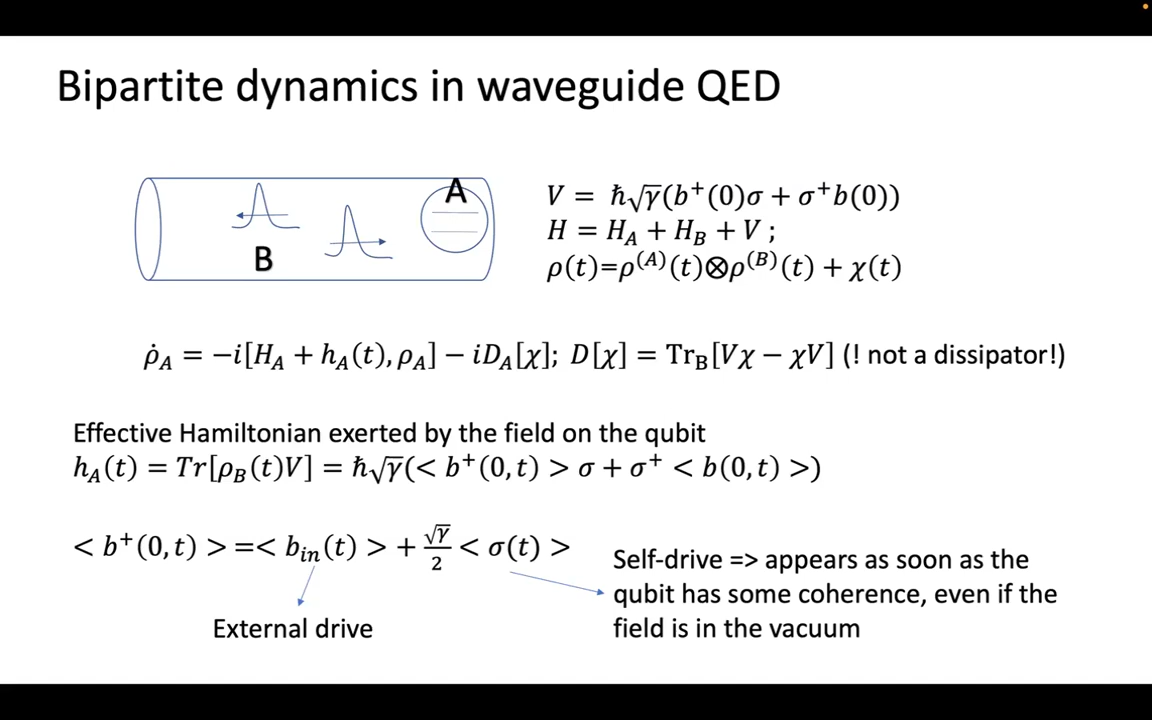 Bipartite dynamics in waveguide QED
A
B
V = ℏ√γ(b⁺(0)σ + σ⁺b(0))
H = H_A + H_B + V ;
ρ(t)=ρ^(A)(t)⊗ρ^(B)(t) + χ(t)
ρ̇_A = −i[H_A + h_A(t), ρ_A] − iD_A[χ]; D[χ] = Tr_B[Vχ − χV] (! not a dissipator!)
Effective Hamiltonian exerted by the field on the qubit
h_A(t) = Tr[ρ_B(t)V] = ℏ√γ(< b⁺(0, t) > σ + σ⁺ < b(0, t) >)
< b⁺(0, t) > =< b_in(t) > + √γ/2 < σ(t) >
External drive
Self-drive => appears as soon as the
qubit has some coherence, even if the
field is in the vacuum